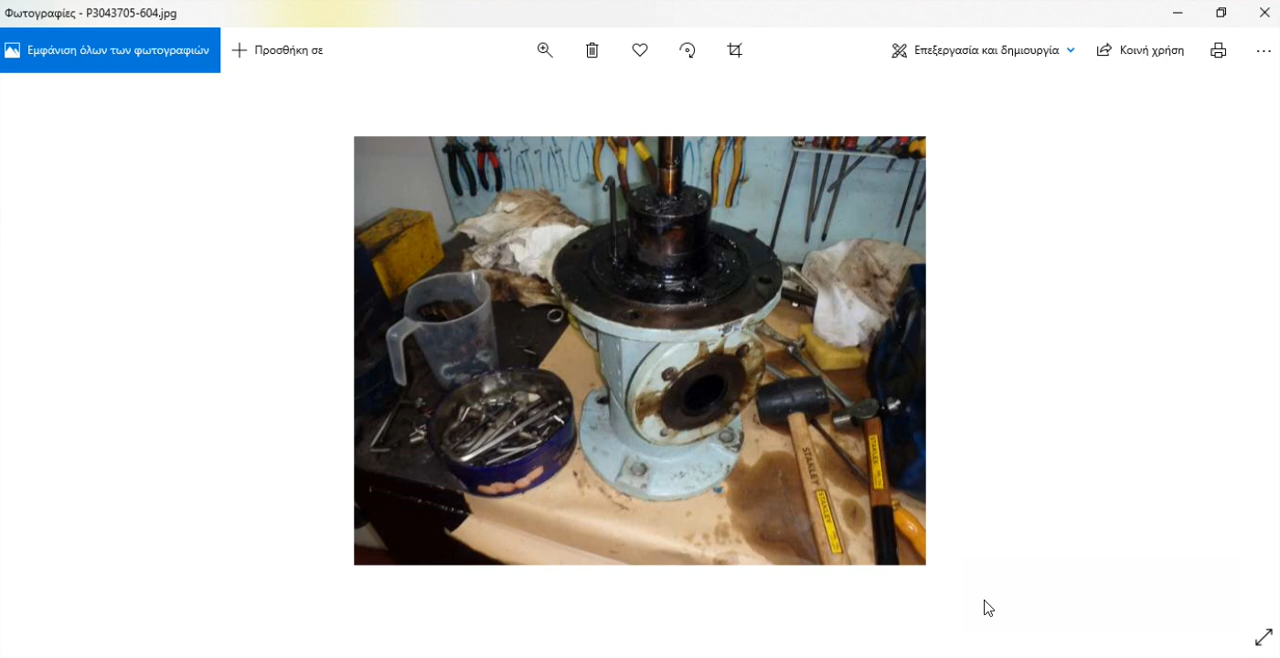 Φωτογραφίες - P3043705-604.jpg
Εμφάνιση όλων των φωτογραφιών
Προσθήκη σε
Επεξεργασία και δημιουργία
Κοινή χρήση
STANLEY
STANLEY